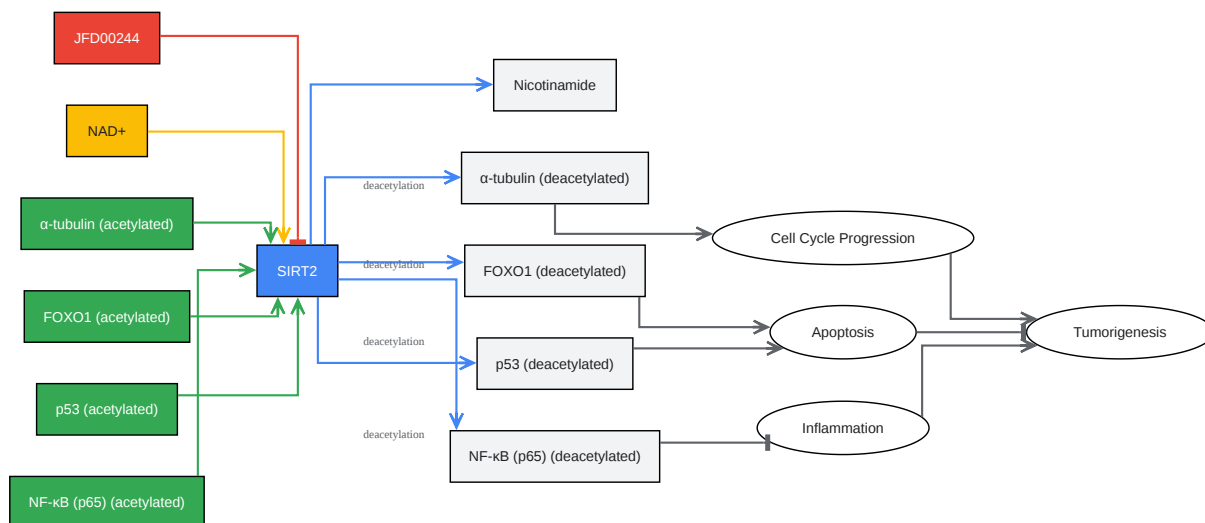 JFD00244
NAD+
α-tubulin (acetylated)
FOXO1 (acetylated)
p53 (acetylated)
NF-κB (p65) (acetylated)
SIRT2
deacetylation
deacetylation
deacetylation
deacetylation
Nicotinamide
α-tubulin (deacetylated)
FOXO1 (deacetylated)
p53 (deacetylated)
NF-κB (p65) (deacetylated)
Cell Cycle Progression
Apoptosis
Inflammation
Tumorigenesis